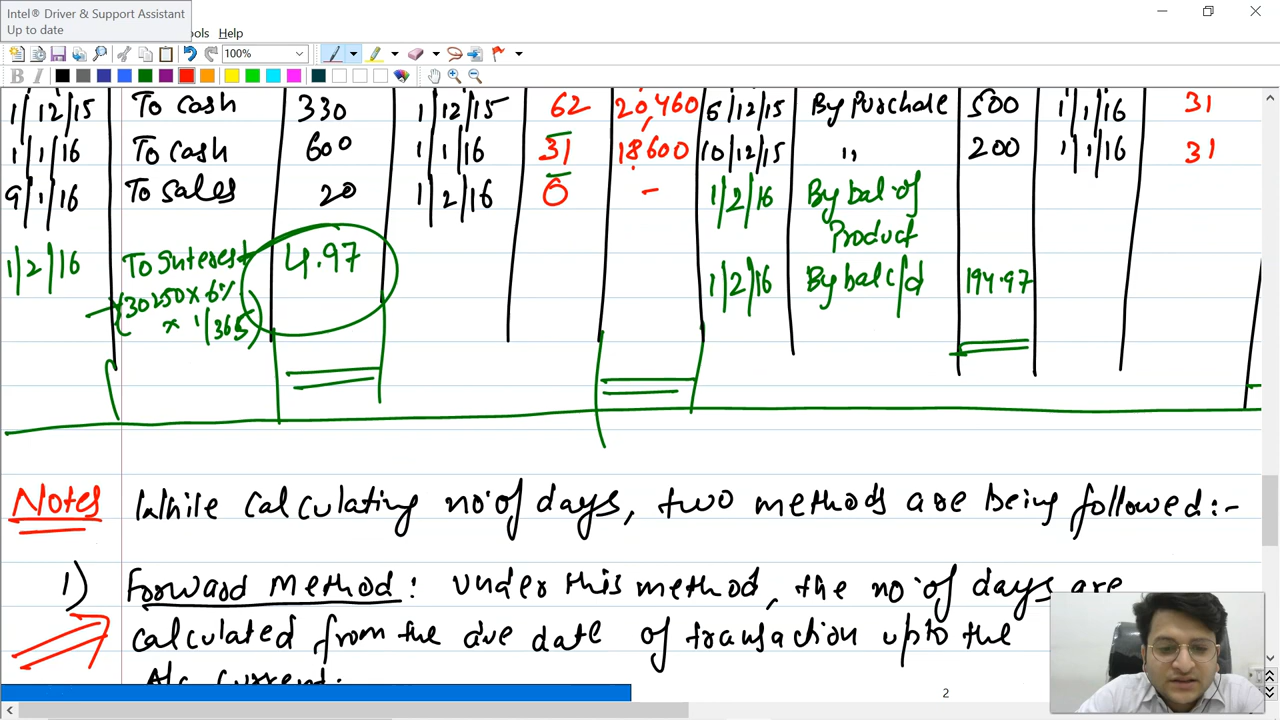 Intel® Driver & Support Assistant
Up to date
ols Help
100%
B I
1/12/15 To cash 330 1/12/15 62 20,460 5/12/15 By Purchase 500 1/1/16 31
1/1/16 To cash 600 1/1/16 31 18600 10/12/15 ,, 200 1/1/16 31
9/1/16 To Sales 20 1/2/16 0 - 1/2/16 By bal. of
Product
1/2/16 To Interest 4.97 1/2/16 By bal c/d 194.97
(30250 x 6%
x 1/365)
Notes While Calculating no. of days, two methods are being followed:-
1) Forward Method: Under this method, the no. of days are
calculated from the due date of transaction upto the
A/c current.
2